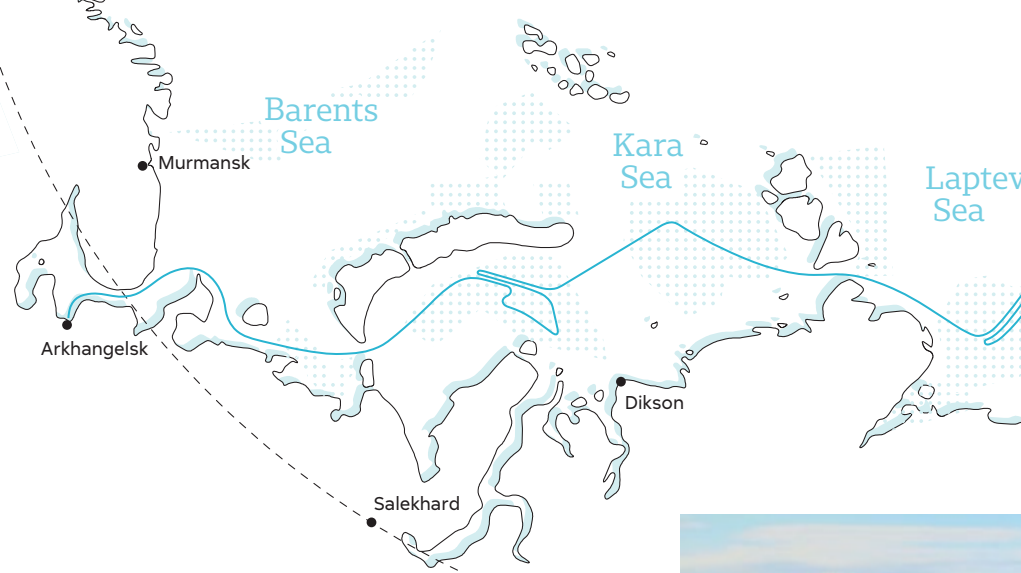 Barents
Sea
Kara
Sea
Laptev
Sea
Murmansk
Arkhangelsk
Dikson
Salekhard